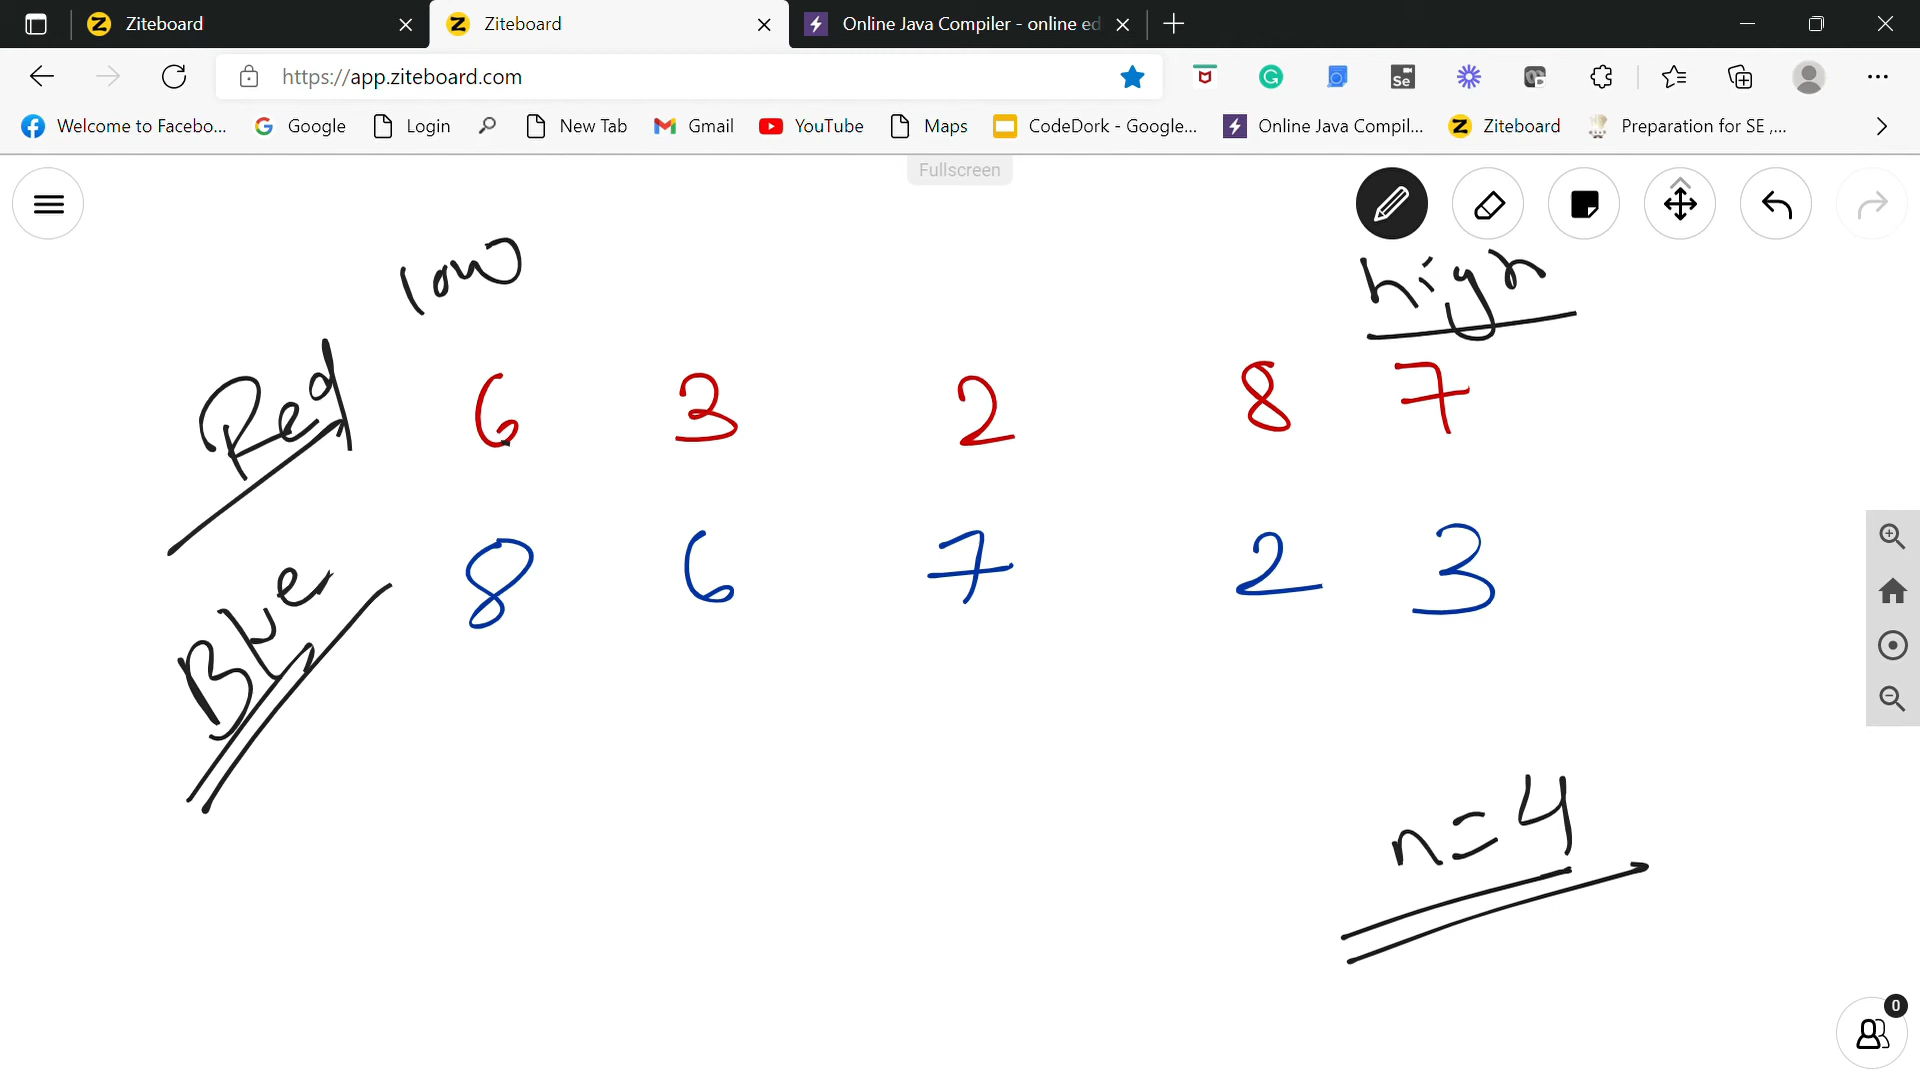 Ziteboard
Ziteboard
Online Java Compiler - online ed
https://app.ziteboard.com
Se
Welcome to Facebo...
Google
Login
New Tab
Gmail
YouTube
Maps
CodeDork - Google...
Online Java Compil...
Ziteboard
Preparation for SE ,...
Fullscreen
low high
Red 6 3 2 8 7
Blue 8 6 7 2 3
n=4
0